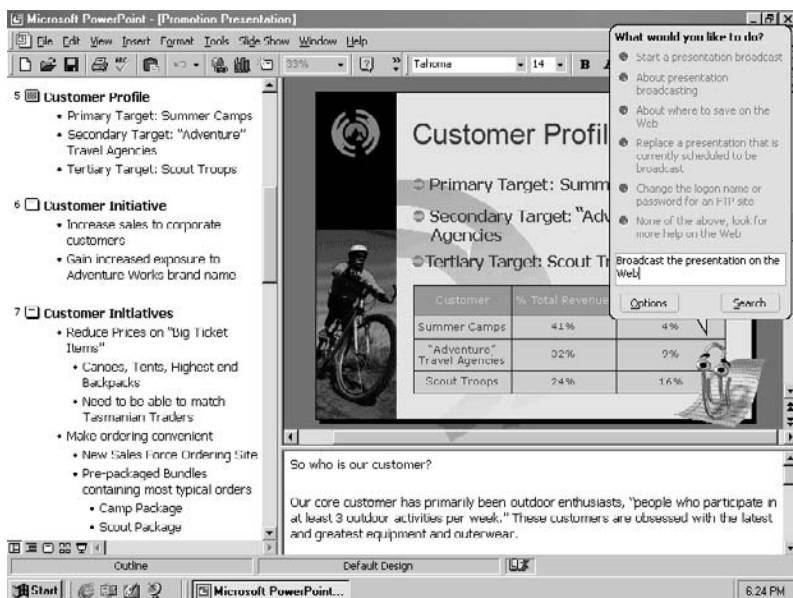 Microsoft PowerPoint - [Promotion Presentation]
File Edit View Insert Format Tools Slide Show Window Help
33%
Tahoma
14
B
5 Customer Profile
• Primary Target: Summer Camps
• Secondary Target: "Adventure"
Travel Agencies
• Tertiary Target: Scout Troops
6 Customer Initiative
• Increase sales to corporate
customers
• Gain increased exposure to
Adventure Works brand name
7 Customer Initiatives
• Reduce Prices on "Big Ticket
Items"
• Canoes, Tents, Highest end
Backpacks
• Need to be able to match
Tasmanian Traders
• Make ordering convenient
• New Sales Force Ordering Site
• Pre-packaged Bundles
containing most typical orders
• Camp Package
• Scout Package
Customer Profil
Primary Target: Summ
Secondary Target: "Adv
Agencies
Tertiary Target: Scout Tr
Customer % Total Revenue
Summer Camps 41% 4%
"Adventure"
Travel Agencies 32% 9%
Scout Troops 24% 16%
What would you like to do?
Start a presentation broadcast
About presentation
broadcasting
About where to save on the
Web
Replace a presentation that is
currently scheduled to be
broadcast
Change the logon name or
password for an FTP site
None of the above, look for
more help on the Web
Broadcast the presentation on the
Web
Options Search
So who is our customer?
Our core customer has primarily been outdoor enthusiasts, "people who participate in
at least 3 outdoor activities per week." These customers are obsessed with the latest
and greatest equipment and outerwear.
Outline Default Design
Start Microsoft PowerPoint... 6:24 PM